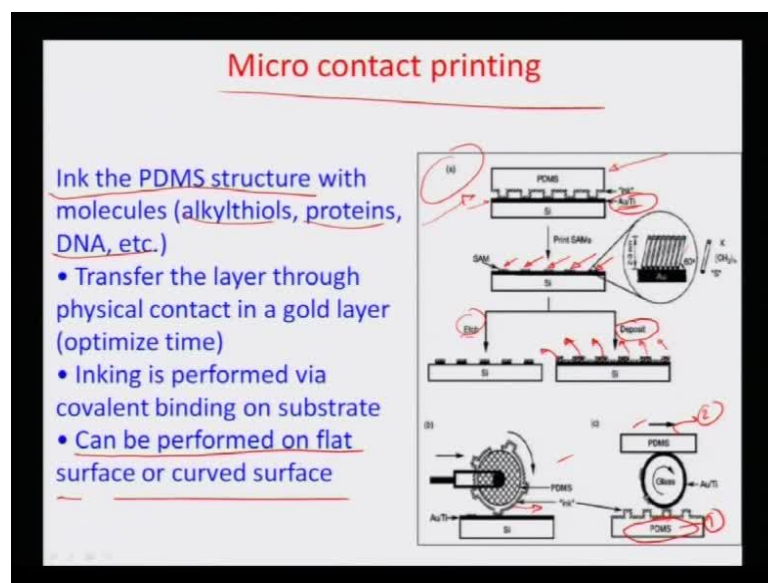 Micro contact printing
Ink the PDMS structure with
molecules (alkylthiols, proteins,
DNA, etc.)
• Transfer the layer through
physical contact in a gold layer
(optimize time)
• Inking is performed via
covalent binding on substrate
• Can be performed on flat
surface or curved surface
(a)
PDMS
"ink"
Au/Ti
Si
Print SAMs
SAM
Si
Au
60°
X
(CH₂)ₙ
"S"
Etch
Deposit
Si
Si
(b)
PDMS
"ink"
Au/Ti
Si
(c)
2
PDMS
Glass
Au/Ti
PDMS
1